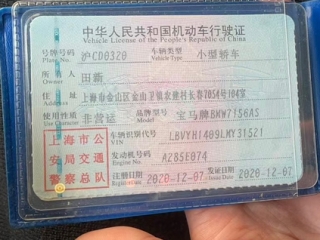 中华人民共和国机动车行驶证
Vehicle License of the People's Republic of China
号牌号码 沪CD0320 车辆类型 小型轿车
Plate No. Vehicle Type
所有人 田新
Owner
住址 上海市金山区金山卫镇农建村长春7054号104室
Address
使用性质 非营运 品牌型号 宝马牌BMW7156AS
Use Character Model
上海市公安局交通警察总队
车辆识别代号 LBVYH1409LMY31521
VIN
发动机号码 A285E074
Engine No.
注册日期 2020-12-07 发证日期 2020-12-07
Register Date Issue Date